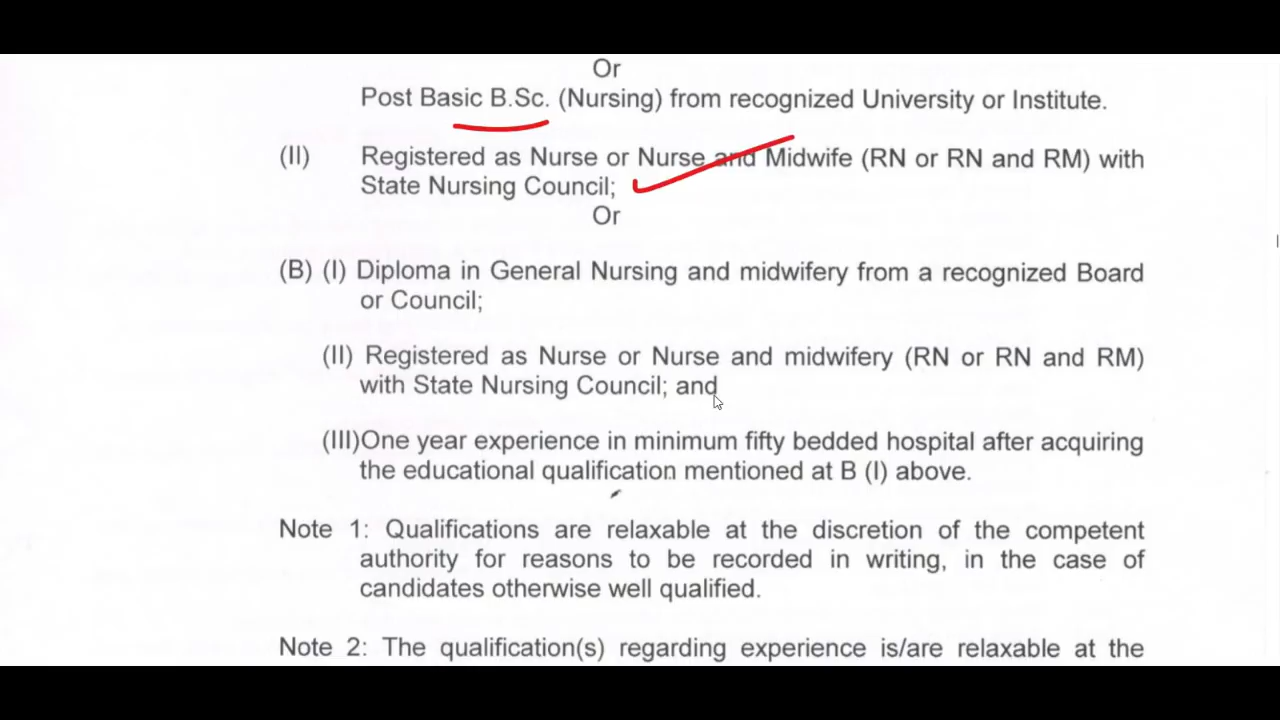 Or
Post Basic B.Sc. (Nursing) from recognized University or Institute.
(II) Registered as Nurse or Nurse and Midwife (RN or RN and RM) with
State Nursing Council;
Or
(B) (I) Diploma in General Nursing and midwifery from a recognized Board
or Council;
(II) Registered as Nurse or Nurse and midwifery (RN or RN and RM)
with State Nursing Council; and
(III)One year experience in minimum fifty bedded hospital after acquiring
the educational qualification mentioned at B (I) above.
Note 1: Qualifications are relaxable at the discretion of the competent
authority for reasons to be recorded in writing, in the case of
candidates otherwise well qualified.
Note 2: The qualification(s) regarding experience is/are relaxable at the